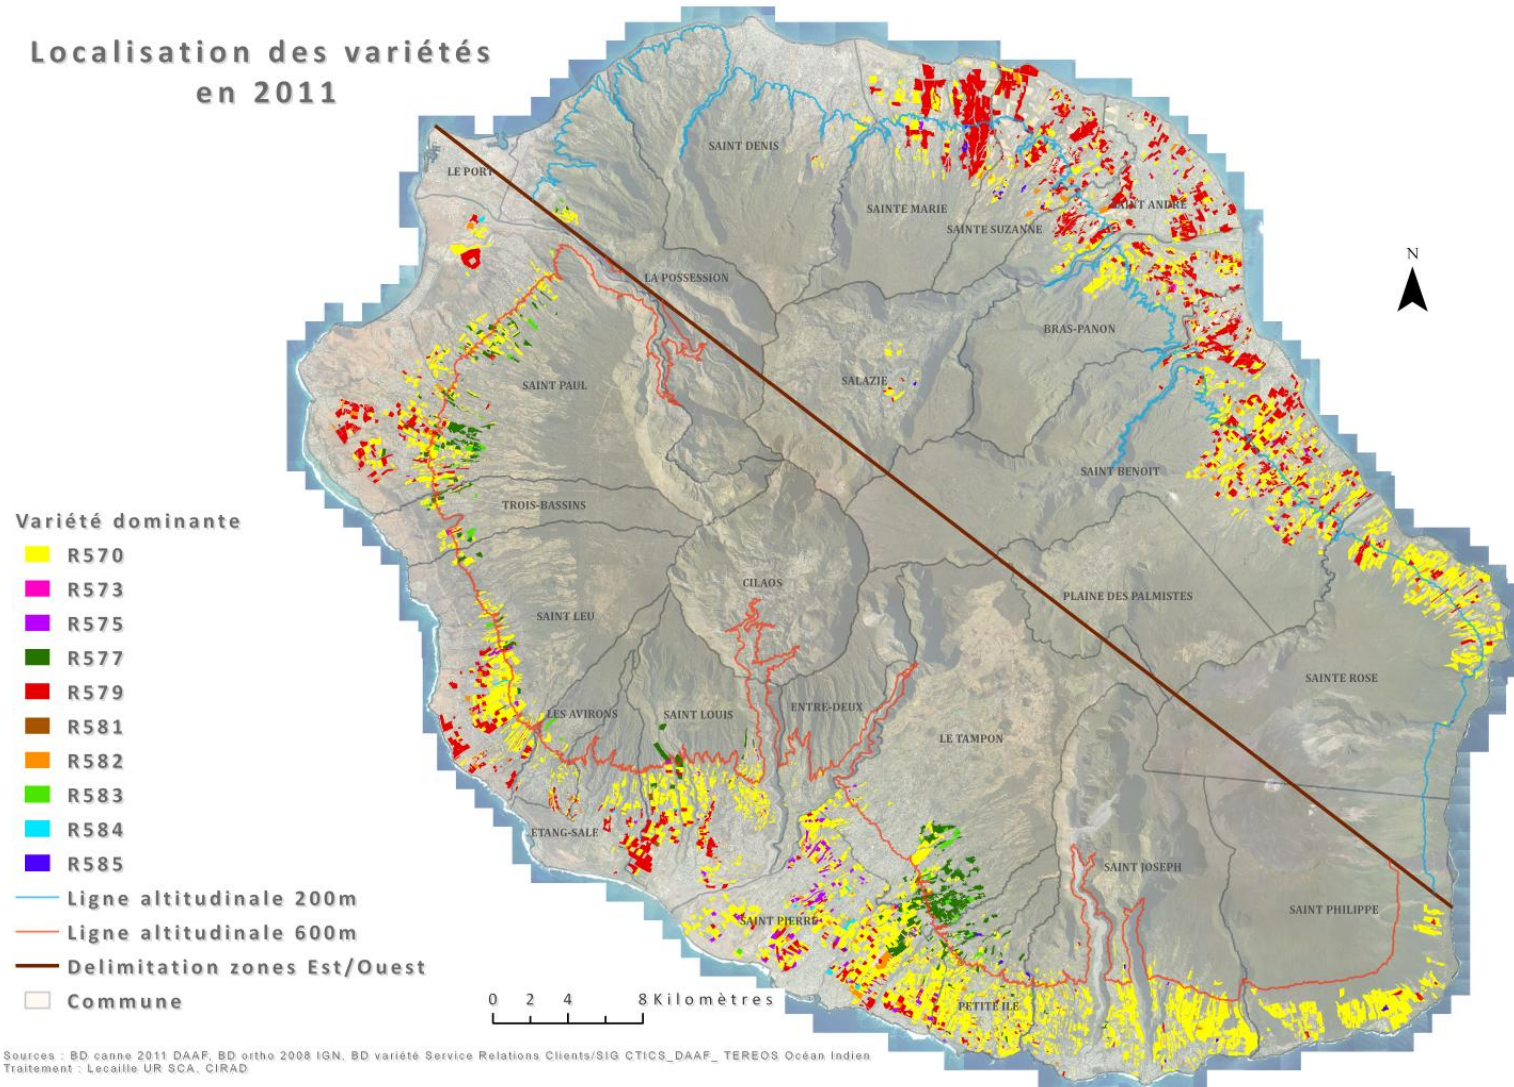 Localisation des variétés
en 2011
LE PORT
SAINT DENIS
SAINTE MARIE
SAINTE SUZANNE
SAINT ANDRÉ
LA POSSESSION
BRAS-PANON
SAINT PAUL
SALAZIE
SAINT BENOIT
TROIS-BASSINS
CILAOS
PLAINE DES PALMISTES
SAINT LEU
SAINTE ROSE
LES AVIRONS
SAINT LOUIS
ENTRE-DEUX
LE TAMPON
ETANG-SALE
SAINT JOSEPH
SAINT PIERRE
SAINT PHILIPPE
PETITE ILE
N
Variété dominante
R570
R573
R575
R577
R579
R581
R582
R583
R584
R585
Ligne altitudinale 200m
Ligne altitudinale 600m
Delimitation zones Est/Ouest
Commune
0 2 4 8 Kilomètres
Sources : BD canne 2011 DAAF, BD ortho 2008 IGN, BD variété Service Relations Clients/SIG CTICS_DAAF_ TEREOS Océan Indien
Traitement : Lecaille UR SCA, CIRAD